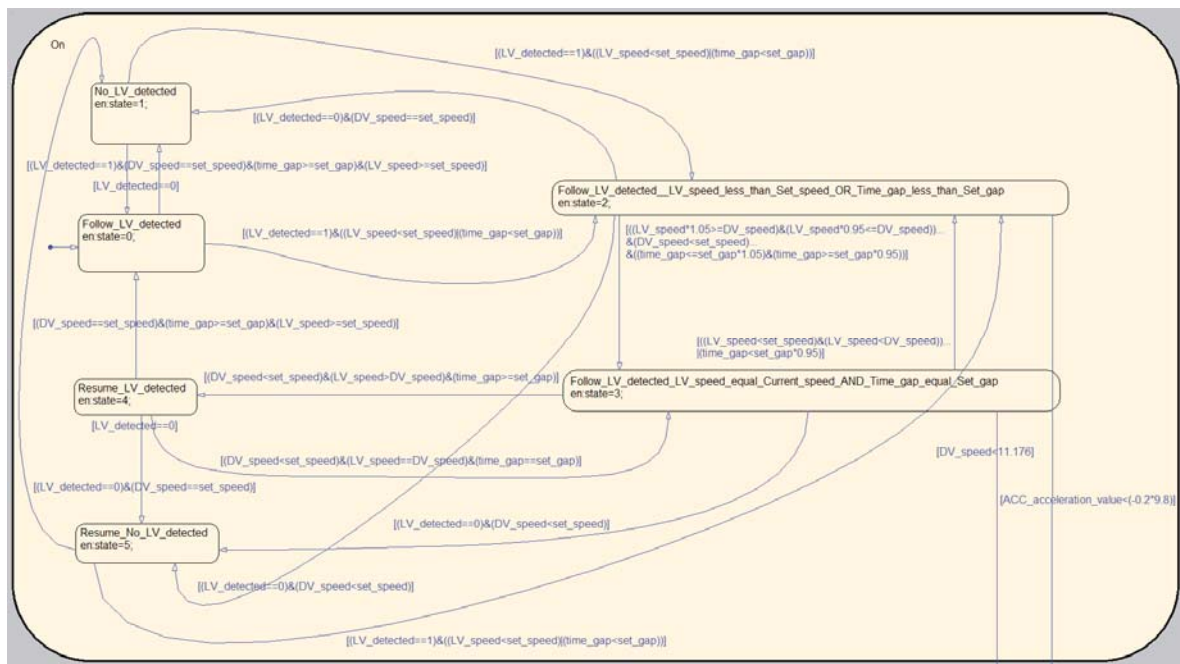 On
[(LV_detected==1)&((LV_speed<set_speed)|(time_gap<set_gap))]
No_LV_detected
en:state=1;
[(LV_detected==0)&(DV_speed==set_speed)]
[(LV_detected==1)&(DV_speed==set_speed)&(time_gap>=set_gap)&(LV_speed>=set_speed)]
[LV_detected==0]
Follow_LV_detected__LV_speed_less_than_Set_speed_OR_Time_gap_less_than_Set_gap
en:state=2;
Follow_LV_detected
en:state=0;
[(LV_detected==1)&((LV_speed<set_speed)|(time_gap<set_gap))]
[((LV_speed*1.05>=DV_speed)&(LV_speed*0.95<=DV_speed))...
&(DV_speed<set_speed)...
&((time_gap<=set_gap*1.05)&(time_gap>=set_gap*0.95))]
[(DV_speed==set_speed)&(time_gap>=set_gap)&(LV_speed>=set_speed)]
[((LV_speed<set_speed)&(LV_speed<DV_speed))...
|(time_gap<set_gap*0.95)]
[(DV_speed<set_speed)&(LV_speed>DV_speed)&(time_gap>=set_gap)]
Follow_LV_detected_LV_speed_equal_Current_speed_AND_Time_gap_equal_Set_gap
en:state=3;
Resume_LV_detected
en:state=4;
[LV_detected==0]
[DV_speed<11.176]
[(DV_speed<set_speed)&(LV_speed==DV_speed)&(time_gap==set_gap)]
[(LV_detected==0)&(DV_speed==set_speed)]
[ACC_acceleration_value<(-0.2*9.8)]
[(LV_detected==0)&(DV_speed<set_speed)]
Resume_No_LV_detected
en:state=5;
[(LV_detected==0)&(DV_speed<set_speed)]
[(LV_detected==1)&((LV_speed<set_speed)|(time_gap<set_gap))]